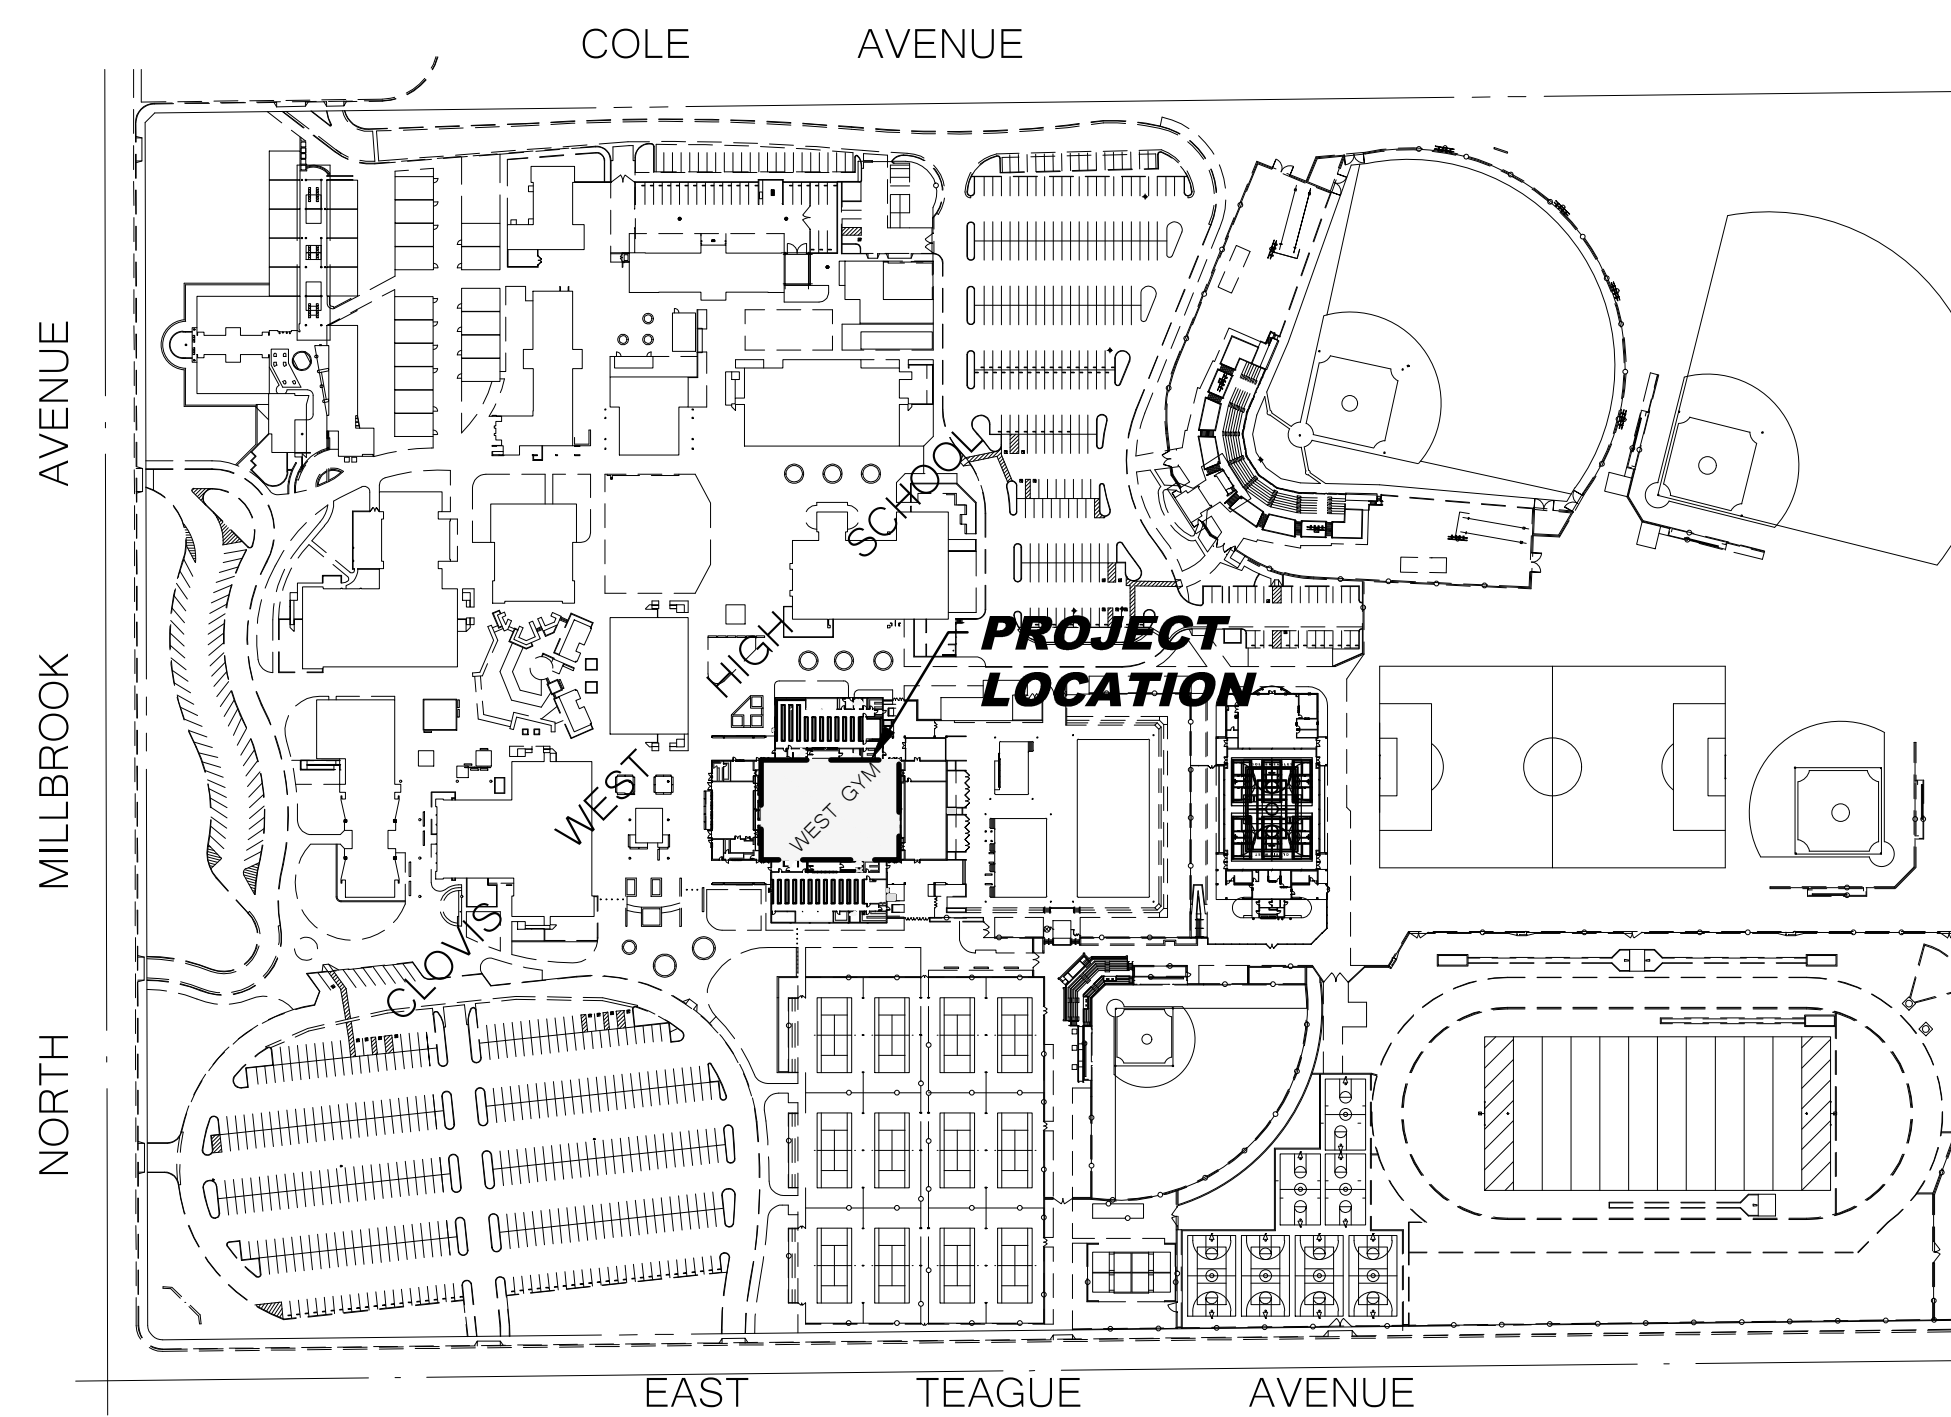 COLE AVENUE
NORTH MILLBROOK AVENUE
CLOVIS WEST HIGH SCHOOL
PROJECT
LOCATION
WEST GYM
EAST TEAGUE AVENUE